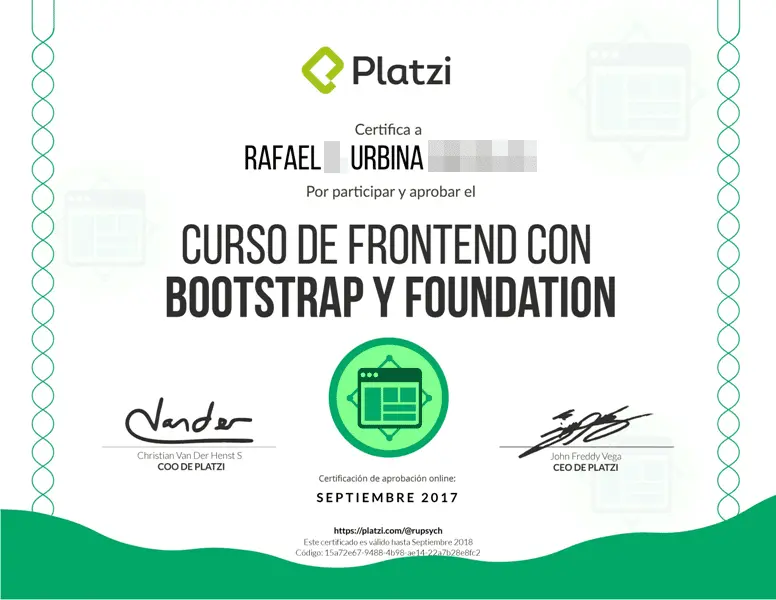 Platzi
Certifica a
RAFAEL URBINA
Por participar y aprobar el
CURSO DE FRONTEND CON
BOOTSTRAP Y FOUNDATION
Vander
Christian Van Der Henst S
COO DE PLATZI
John Freddy Vega
CEO DE PLATZI
Certificación de aprobación online:
SEPTIEMBRE 2017
https://platzi.com/@rupsych
Este certificado es válido hasta Septiembre 2018
Código: 15a72e67-9488-4b98-ae14-22a7b28e8fc2